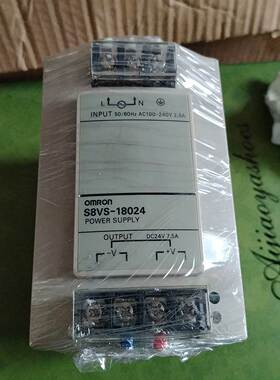 L N
INPUT 50/60Hz AC100-240V 2.5A
OMRON
S8VS-18024
POWER SUPPLY
OUTPUT DC24V 7.5A
-V +V